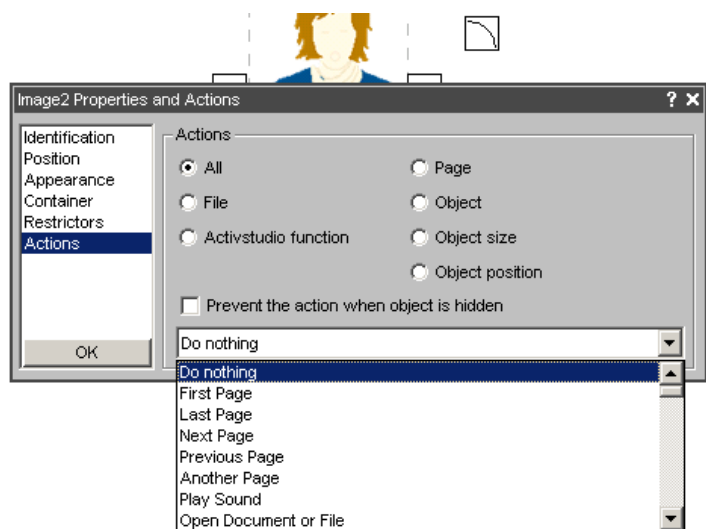 Image2 Properties and Actions ? ×
Identification
Position
Appearance
Container
Restrictors
Actions
OK
Actions
All
Page
File
Object
Activstudio function
Object size
Object position
Prevent the action when object is hidden
Do nothing
Do nothing
First Page
Last Page
Next Page
Previous Page
Another Page
Play Sound
Open Document or File